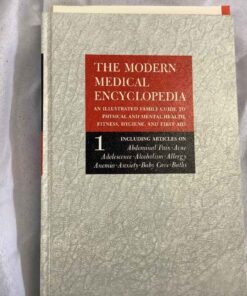 THE MODERN
MEDICAL
ENCYCLOPEDIA
AN ILLUSTRATED FAMILY GUIDE TO
PHYSICAL AND MENTAL HEALTH,
FITNESS, HYGIENE, AND FIRST AID
1
INCLUDING ARTICLES ON
Abdominal Pain·Acne
Adolescence·Alcoholism·Allergy
Anemia·Anxiety·Baby Care·Baths